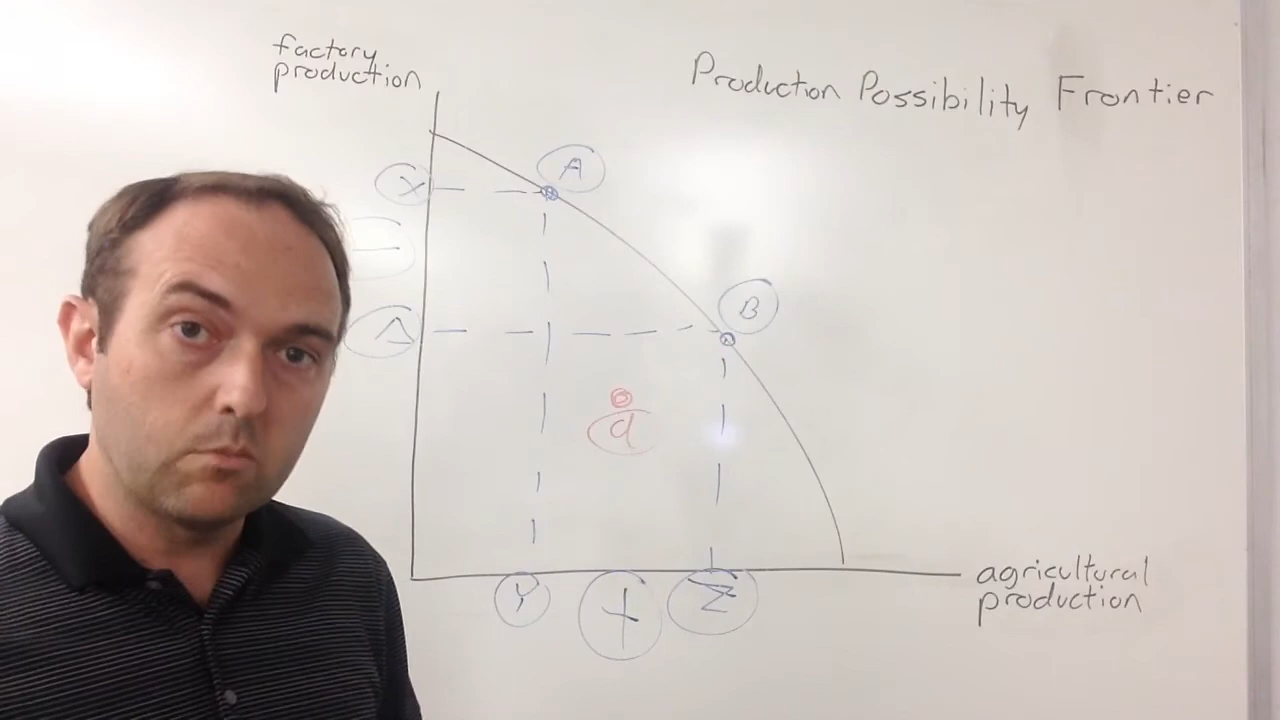 factory
production
Production Possibility Frontier
A
X
B
d
Y
Z
agricultural
production